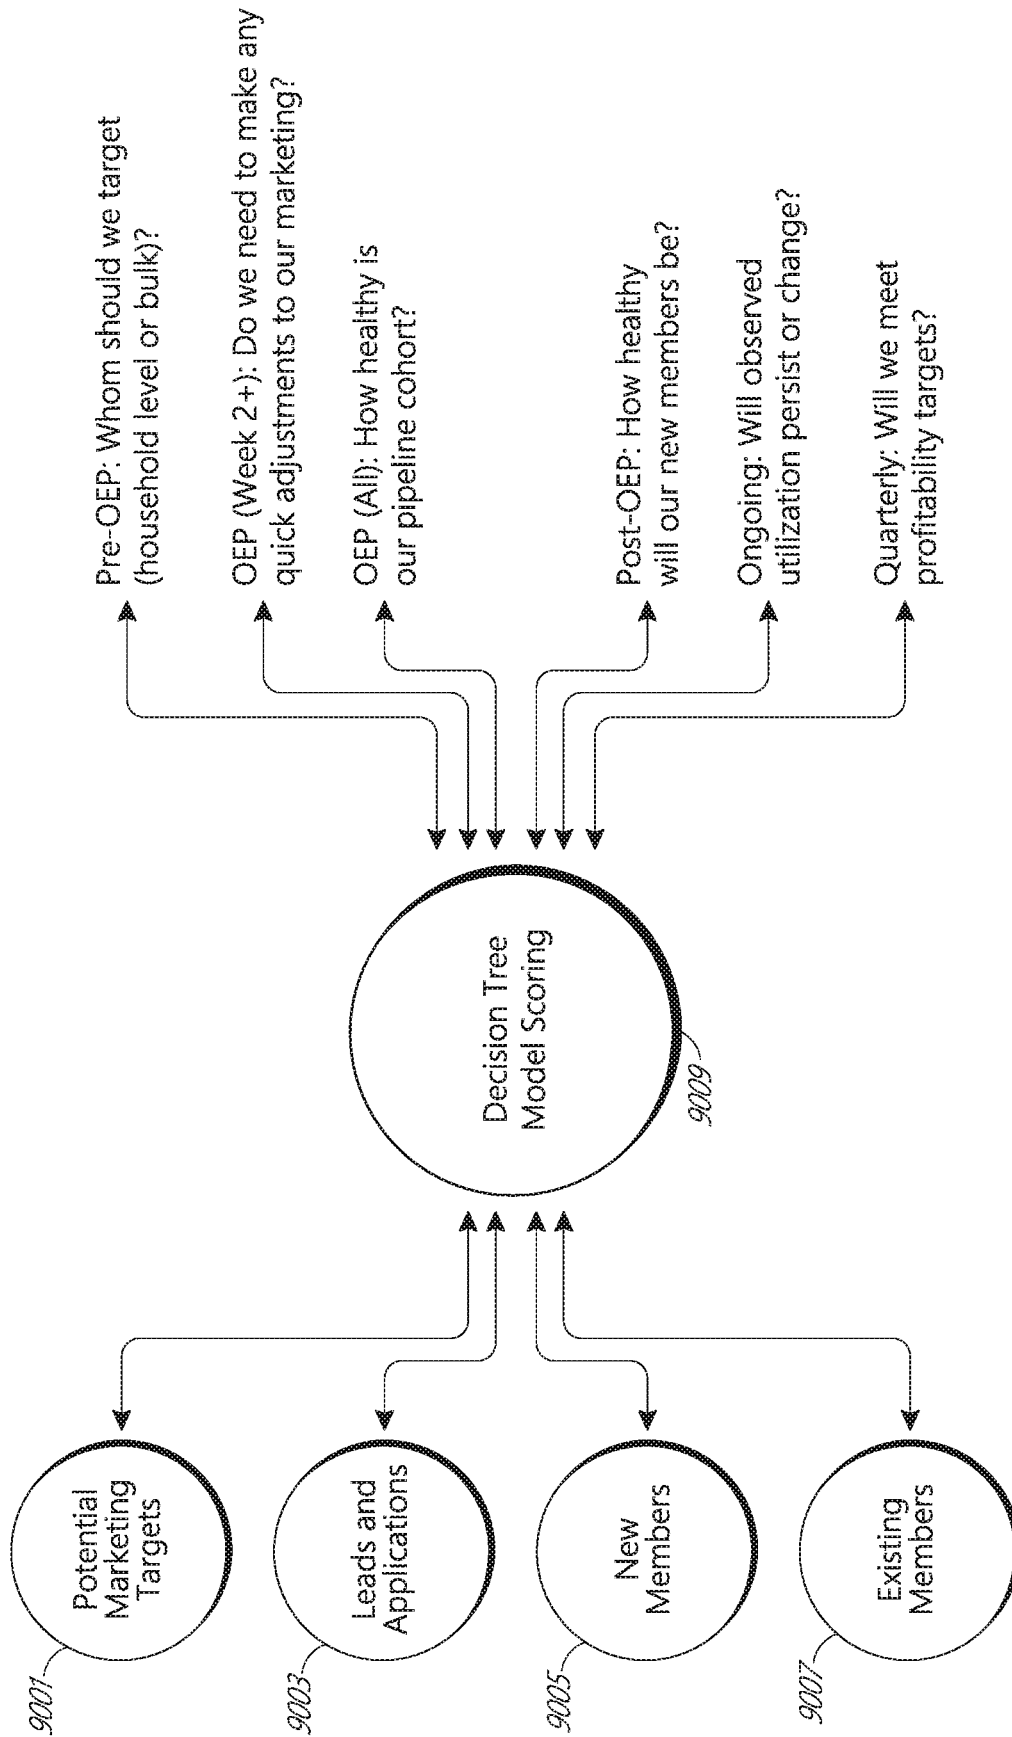 9001
Potential
Marketing
Targets
9003
Leads and
Applications
9005
New
Members
9007
Existing
Members
Decision Tree
Model Scoring
9009
Pre-OEP: Whom should we target
(household level or bulk)?
OEP (Week 2+): Do we need to make any
quick adjustments to our marketing?
OEP (All): How healthy is
our pipeline cohort?
Post-OEP: How healthy
will our new members be?
Ongoing: Will observed
utilization persist or change?
Quarterly: Will we meet
profitability targets?